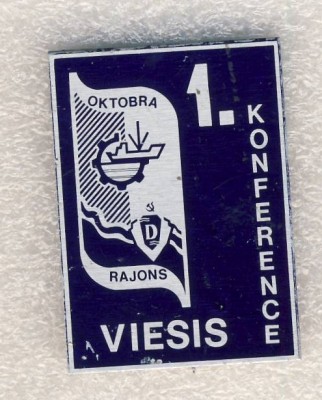 OKTOBRA
1.
KONFERENCE
D
RAJONS
VIESIS